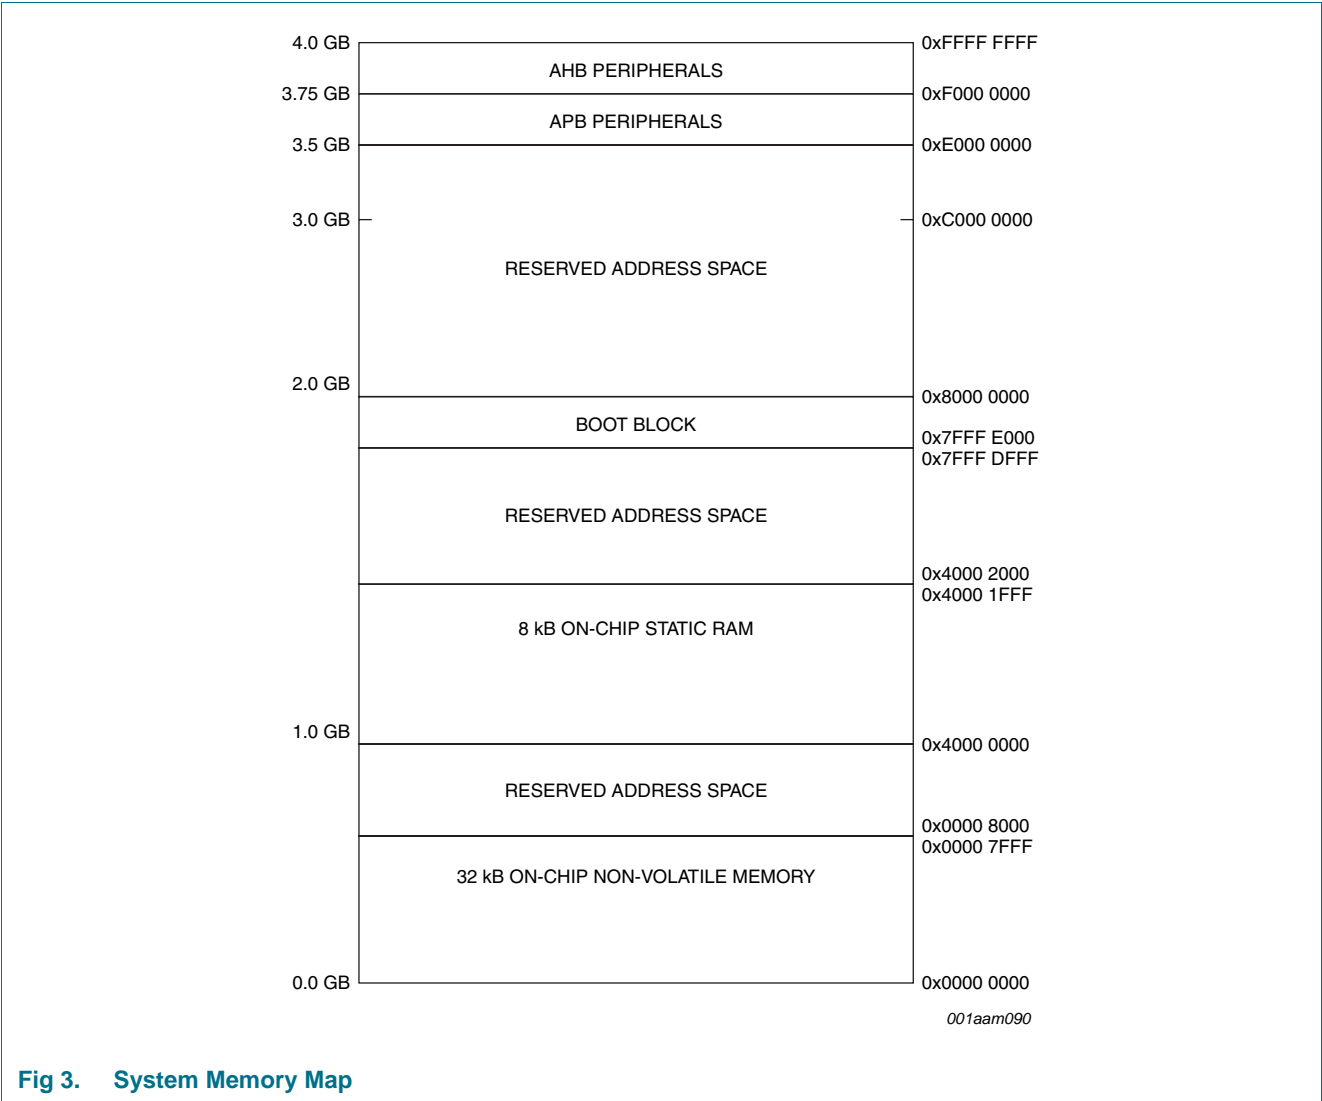 4.0 GB 0xFFFF FFFF
AHB PERIPHERALS
3.75 GB 0xF000 0000
APB PERIPHERALS
3.5 GB 0xE000 0000
3.0 GB 0xC000 0000
RESERVED ADDRESS SPACE
2.0 GB
0x8000 0000
BOOT BLOCK
0x7FFF E000
0x7FFF DFFF
RESERVED ADDRESS SPACE
0x4000 2000
0x4000 1FFF
8 kB ON-CHIP STATIC RAM
1.0 GB
0x4000 0000
RESERVED ADDRESS SPACE
0x0000 8000
0x0000 7FFF
32 kB ON-CHIP NON-VOLATILE MEMORY
0.0 GB 0x0000 0000
001aam090
Fig 3. System Memory Map